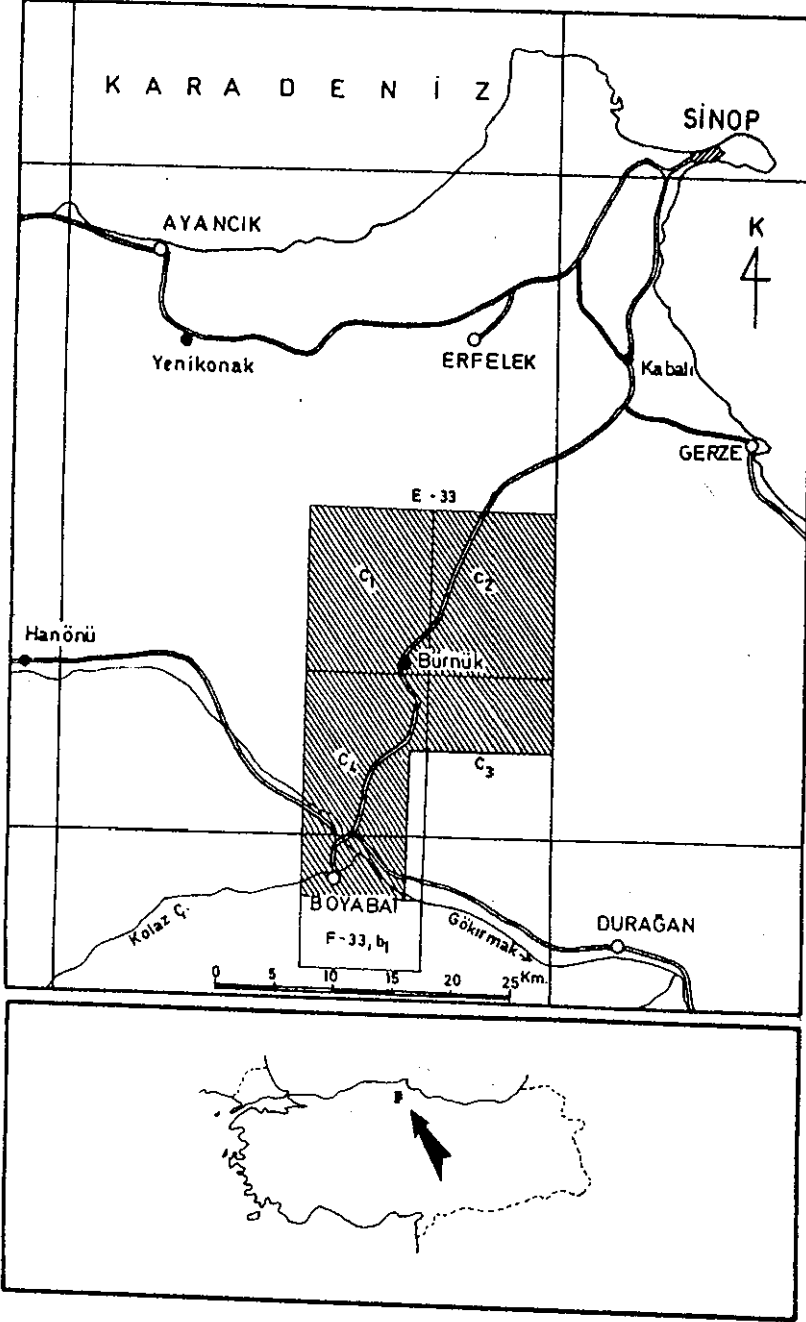 KARADENİZ
SİNOP
AYANCIK
K
Yenikonak
ERFELEK
Kabalı
GERZE
E - 33
C1
C2
Hanönü
Bürnük
C4
C3
BOYABAT
Kolaz Ç.
Gökırmak
DURAĞAN
F-33, b1
0 5 10 15 20 25 Km.